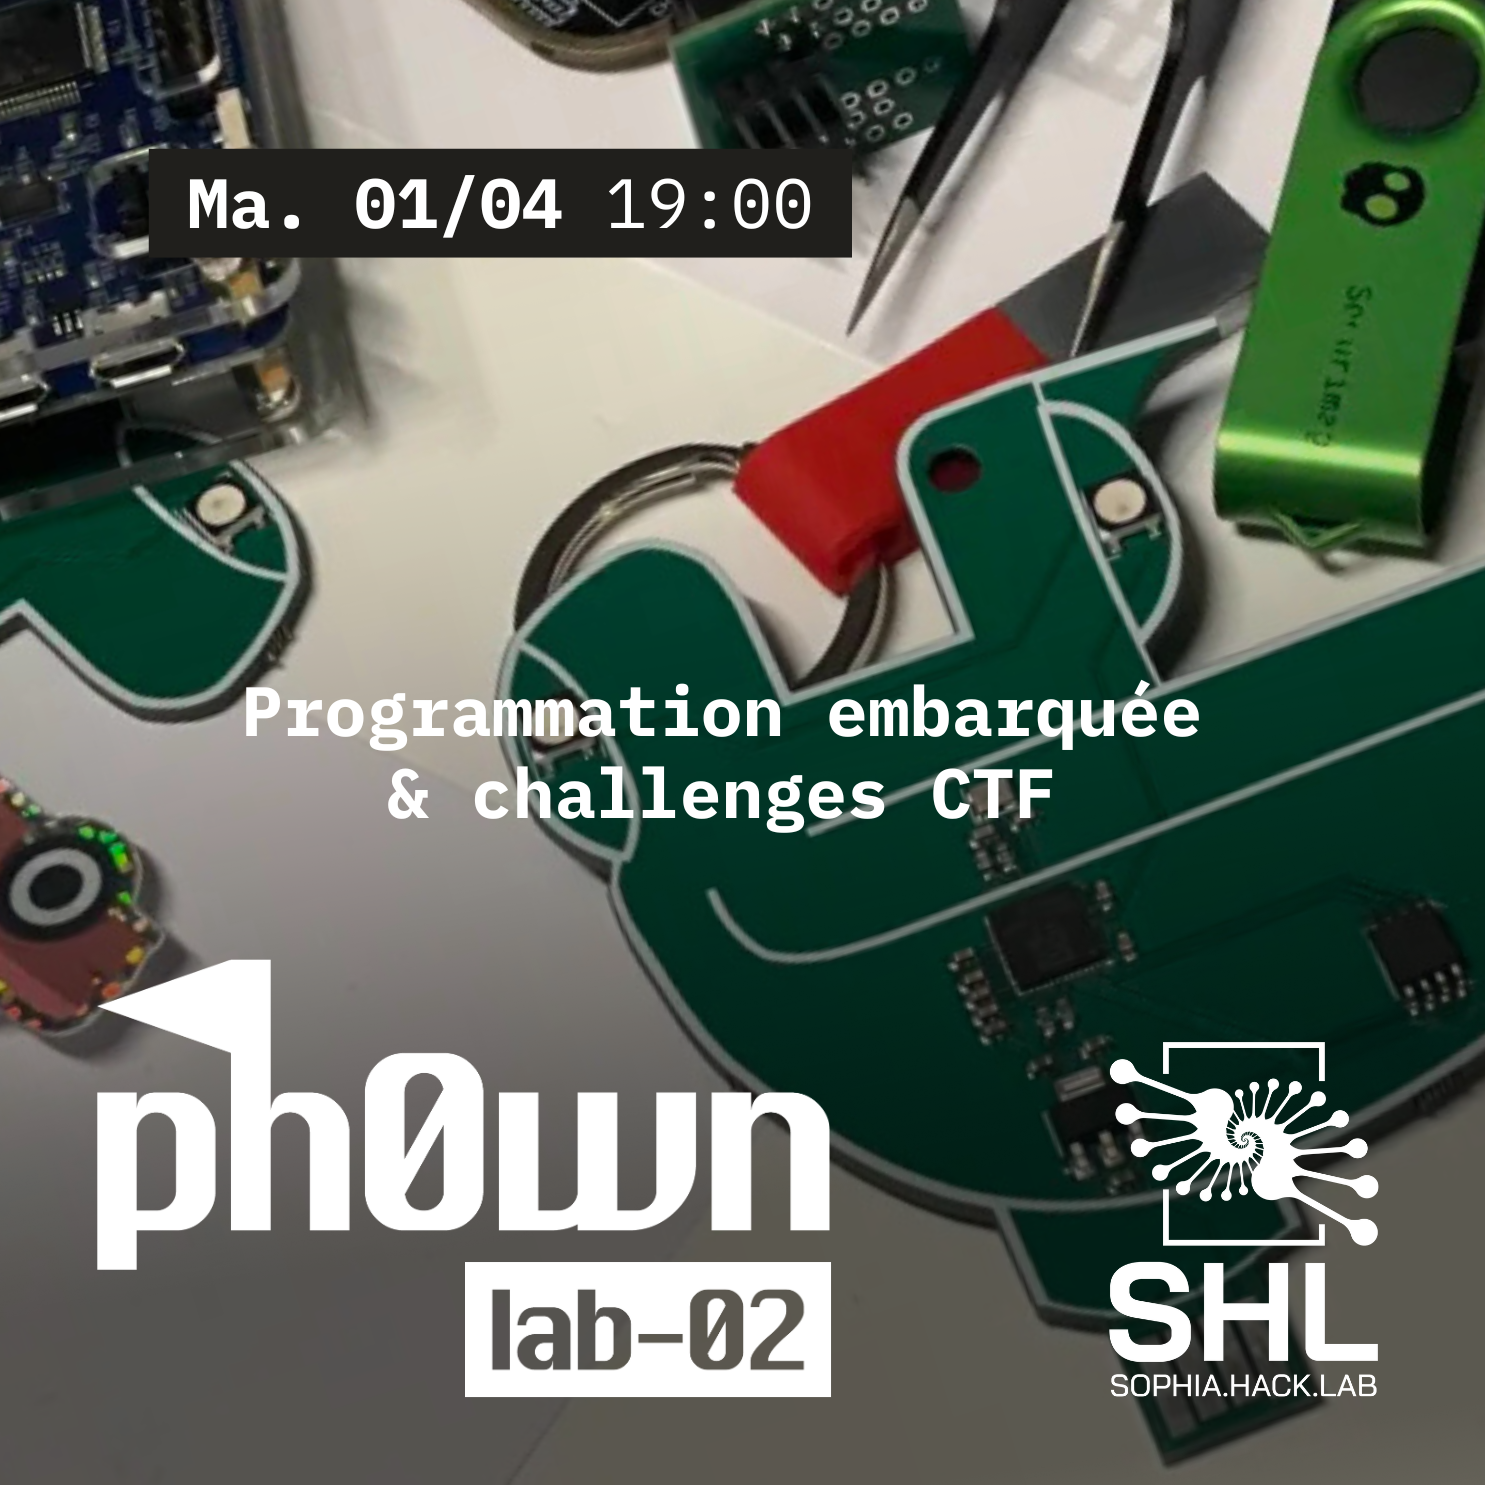 Ma. 01/04 19:00
Programmation embarquée
& challenges CTF
ph0wn
lab-02
SHL
SOPHIA.HACK.LAB